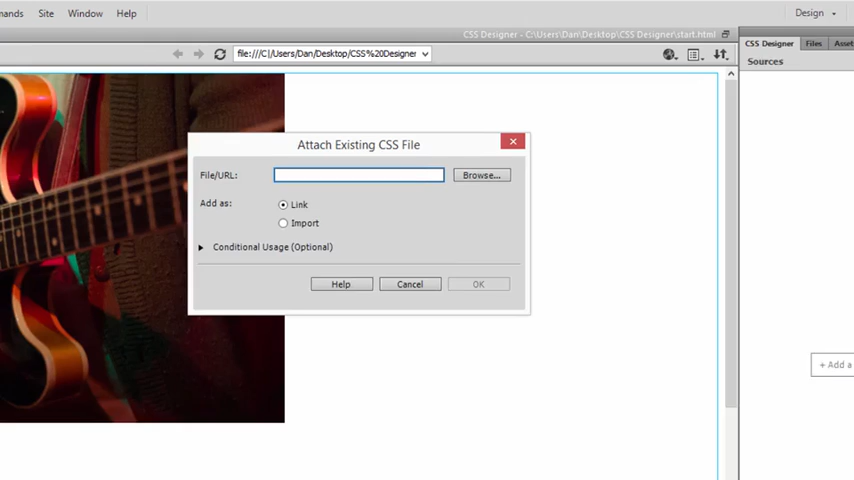 Site Window Help
Design
CSS Designer - C:\Users\Dan\Desktop\CSS Designer\start.html
file:///C|/Users/Dan/Desktop/CSS%20Designer
CSS Designer Files
Sources
Attach Existing CSS File
File/URL:
Browse...
Add as:
Link
Import
Conditional Usage (Optional)
Help
Cancel
OK
+ Add a